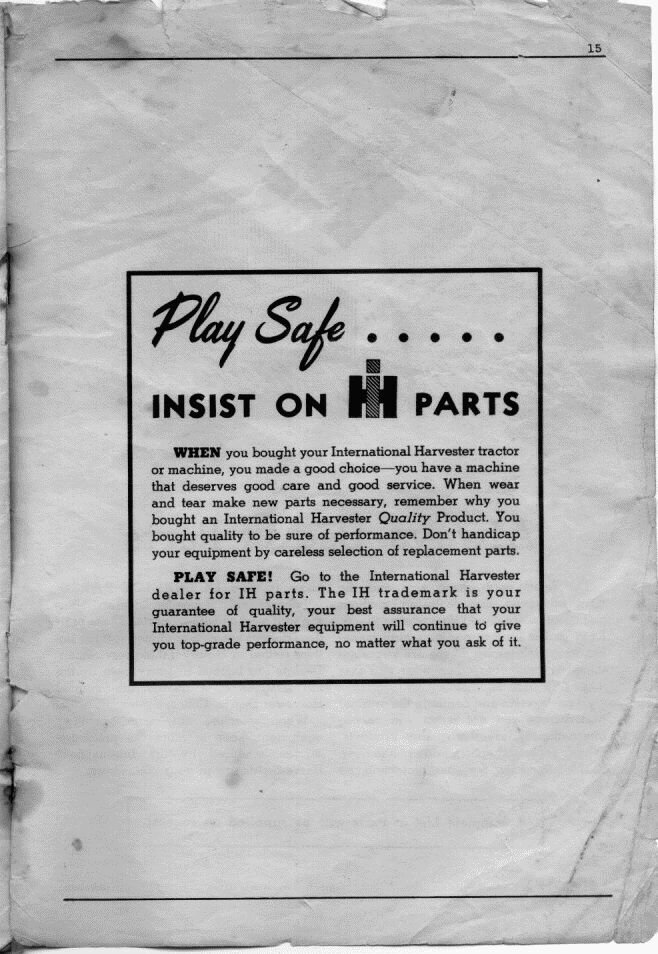 15
Play Safe . . . . .
INSIST ON IH PARTS
WHEN you bought your International Harvester tractor
or machine, you made a good choice—you have a machine
that deserves good care and good service. When wear
and tear make new parts necessary, remember why you
bought an International Harvester Quality Product. You
bought quality to be sure of performance. Don't handicap
your equipment by careless selection of replacement parts.
PLAY SAFE! Go to the International Harvester
dealer for IH parts. The IH trademark is your
guarantee of quality, your best assurance that your
International Harvester equipment will continue to give
you top-grade performance, no matter what you ask of it.